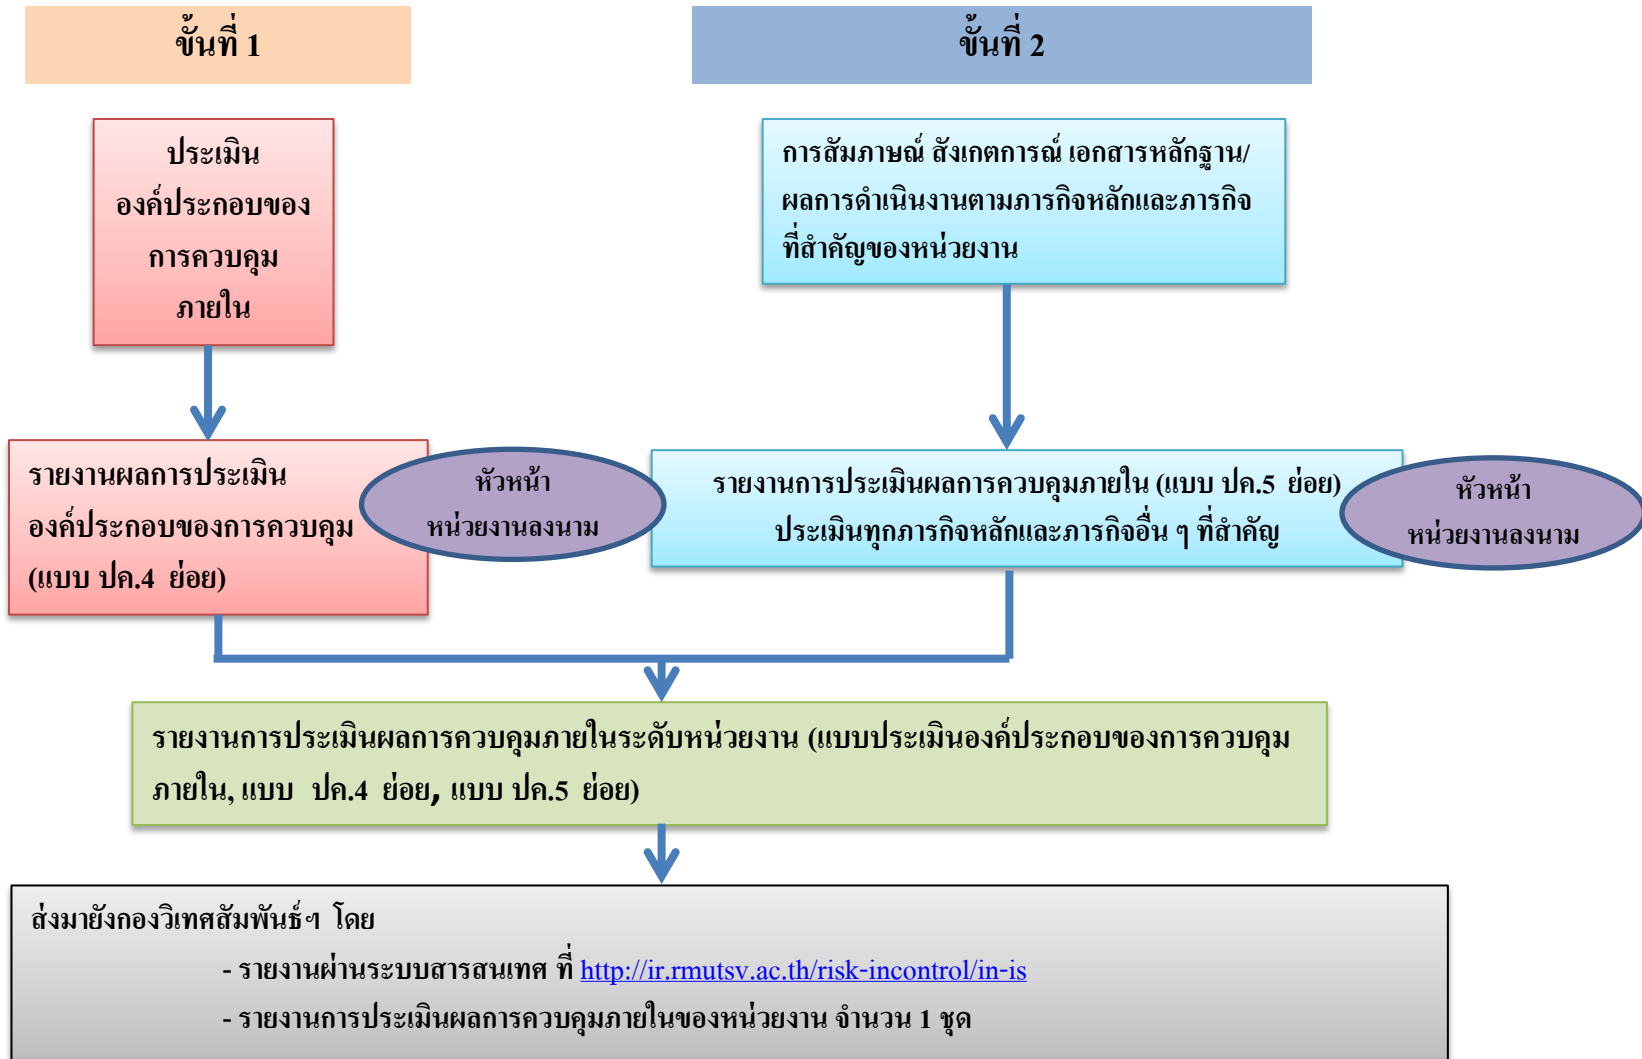 ขั้นที่ 1
ขั้นที่ 2
ประเมิน
องค์ประกอบของ
การควบคุม
ภายใน
การสัมภาษณ์ สังเกตการณ์ เอกสารหลักฐาน/
ผลการดำเนินงานตามภารกิจหลักและภารกิจ
ที่สำคัญของหน่วยงาน
รายงานผลการประเมิน
องค์ประกอบของการควบคุม
(แบบ ปค.4 ย่อย)
หัวหน้า
หน่วยงานลงนาม
รายงานการประเมินผลการควบคุมภายใน (แบบ ปค.5 ย่อย)
ประเมินทุกภารกิจหลักและภารกิจอื่น ๆ ที่สำคัญ
หัวหน้า
หน่วยงานลงนาม
รายงานการประเมินผลการควบคุมภายในระดับหน่วยงาน (แบบประเมินองค์ประกอบของการควบคุม
ภายใน, แบบ ปค.4 ย่อย, แบบ ปค.5 ย่อย)
ส่งมายังกองวิเทศสัมพันธ์ฯ โดย
- รายงานผ่านระบบสารสนเทศ ที่ http://ir.rmutsv.ac.th/risk-incontrol/in-is
- รายงานการประเมินผลการควบคุมภายในของหน่วยงาน จำนวน 1 ชุด